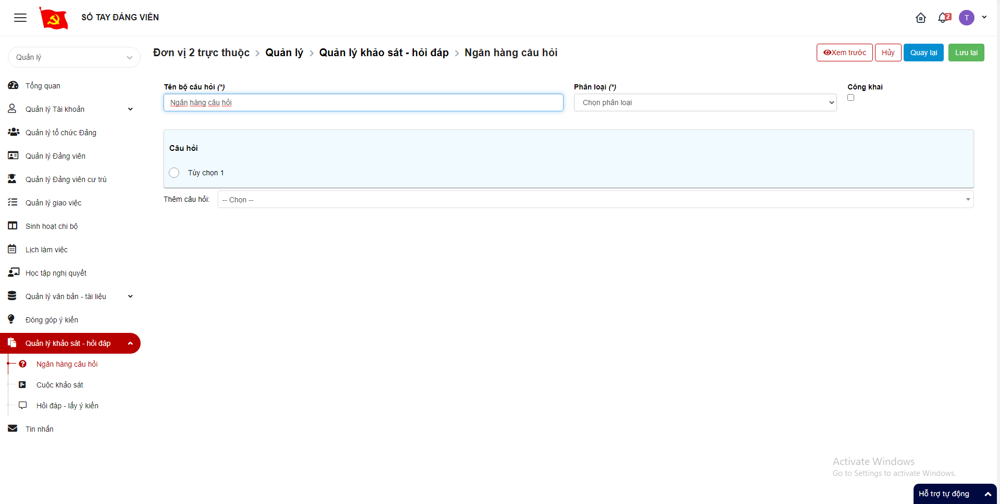 SỔ TAY ĐẢNG VIÊN
2
T
Quản lý
Đơn vị 2 trực thuộc > Quản lý > Quản lý khảo sát - hỏi đáp > Ngân hàng câu hỏi
Xem trước
Hủy
Quay lại
Lưu lại
Tổng quan
Quản lý Tài khoản
Quản lý tổ chức Đảng
Quản lý Đảng viên
Quản lý Đảng viên cư trú
Quản lý giao việc
Sinh hoạt chi bộ
Lịch làm việc
Học tập nghị quyết
Quản lý văn bản - tài liệu
Đóng góp ý kiến
Quản lý khảo sát - hỏi đáp
Ngân hàng câu hỏi
Cuộc khảo sát
Hỏi đáp - lấy ý kiến
Tin nhắn
Tên bộ câu hỏi (*)
Ngân hàng câu hỏi
Phân loại (*)
Chọn phân loại
Công khai
Câu hỏi
Tùy chọn 1
Thêm câu hỏi:
-- Chọn --
Activate Windows
Go to Settings to activate Windows.
Hỗ trợ tự động